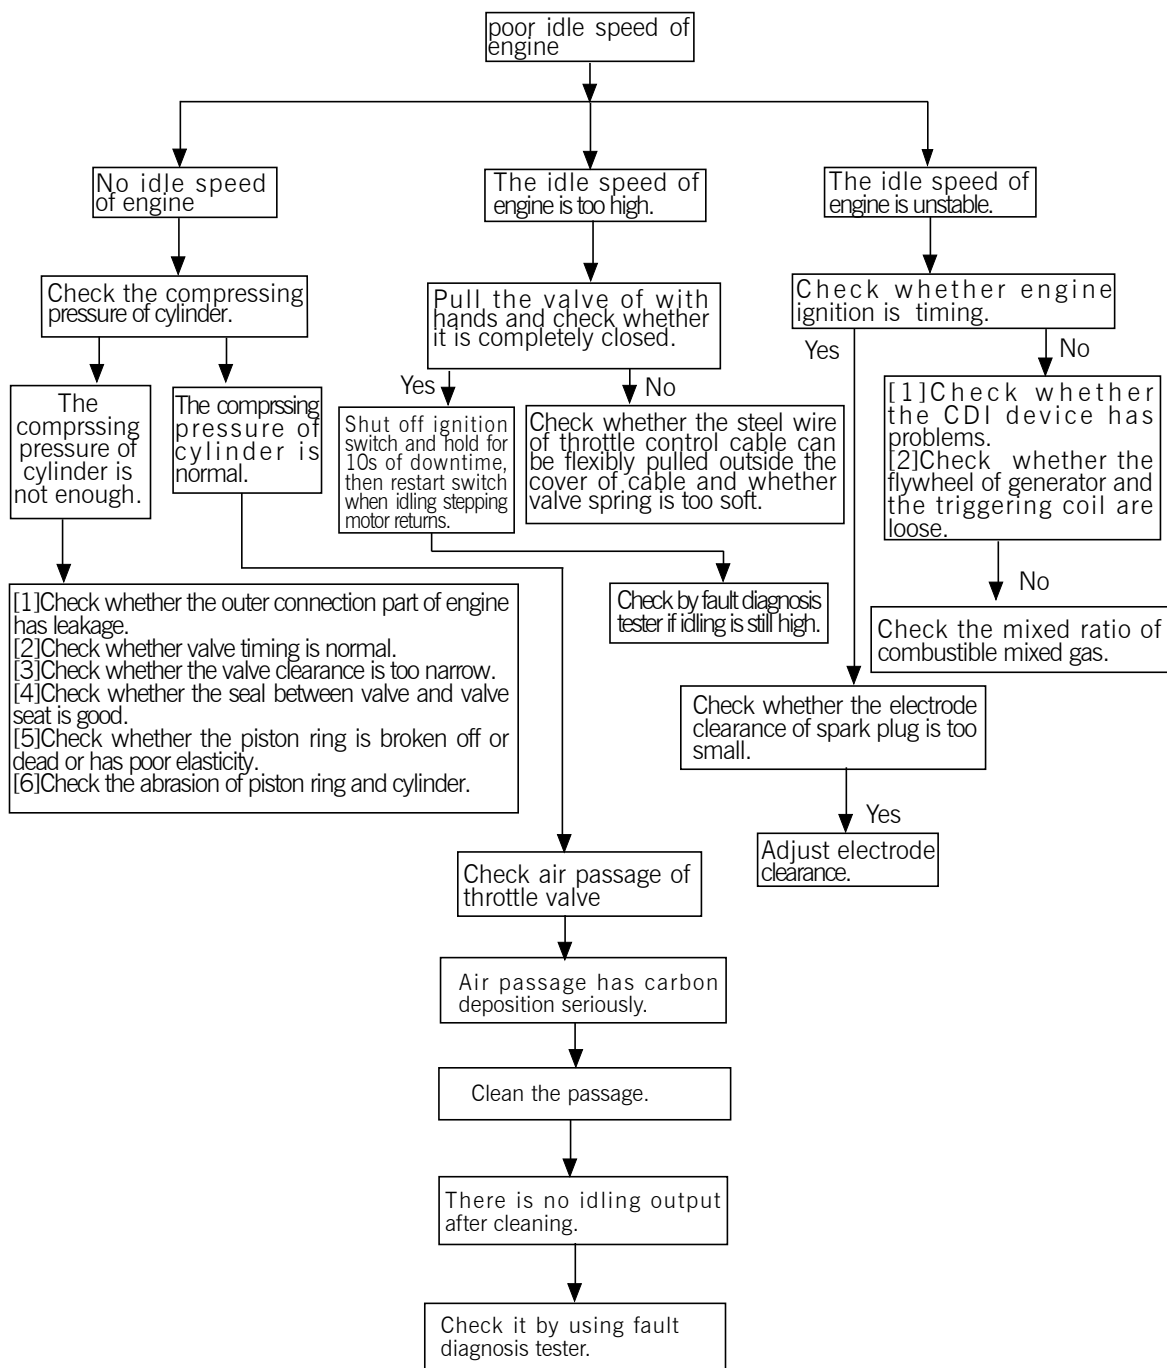 poor idle speed of
engine
No idle speed
of engine
The idle speed of
engine is too high.
The idle speed of
engine is unstable.
Check the compressing
pressure of cylinder.
Pull the valve of with
hands and check whether
it is completely closed.
Check whether engine
ignition is timing.
Yes
No
Yes
No
The
comprssing
pressure of
cylinder is
not enough.
The comprssing
pressure of
cylinder is
normal.
Shut off ignition
switch and hold for
10s of downtime,
then restart switch
when idling stepping
motor returns.
Check whether the steel wire
of throttle control cable can
be flexibly pulled outside the
cover of cable and whether
valve spring is too soft.
[1]Check whether
the CDI device has
problems.
[2]Check whether the
flywheel of generator and
the triggering coil are
loose.
No
[1]Check whether the outer connection part of engine
has leakage.
[2]Check whether valve timing is normal.
[3]Check whether the valve clearance is too narrow.
[4]Check whether the seal between valve and valve
seat is good.
[5]Check whether the piston ring is broken off or
dead or has poor elasticity.
[6]Check the abrasion of piston ring and cylinder.
Check by fault diagnosis
tester if idling is still high.
Check the mixed ratio of
combustible mixed gas.
Check whether the electrode
clearance of spark plug is too
small.
Yes
Adjust electrode
clearance.
Check air passage of
throttle valve
Air passage has carbon
deposition seriously.
Clean the passage.
There is no idling output
after cleaning.
Check it by using fault
diagnosis tester.